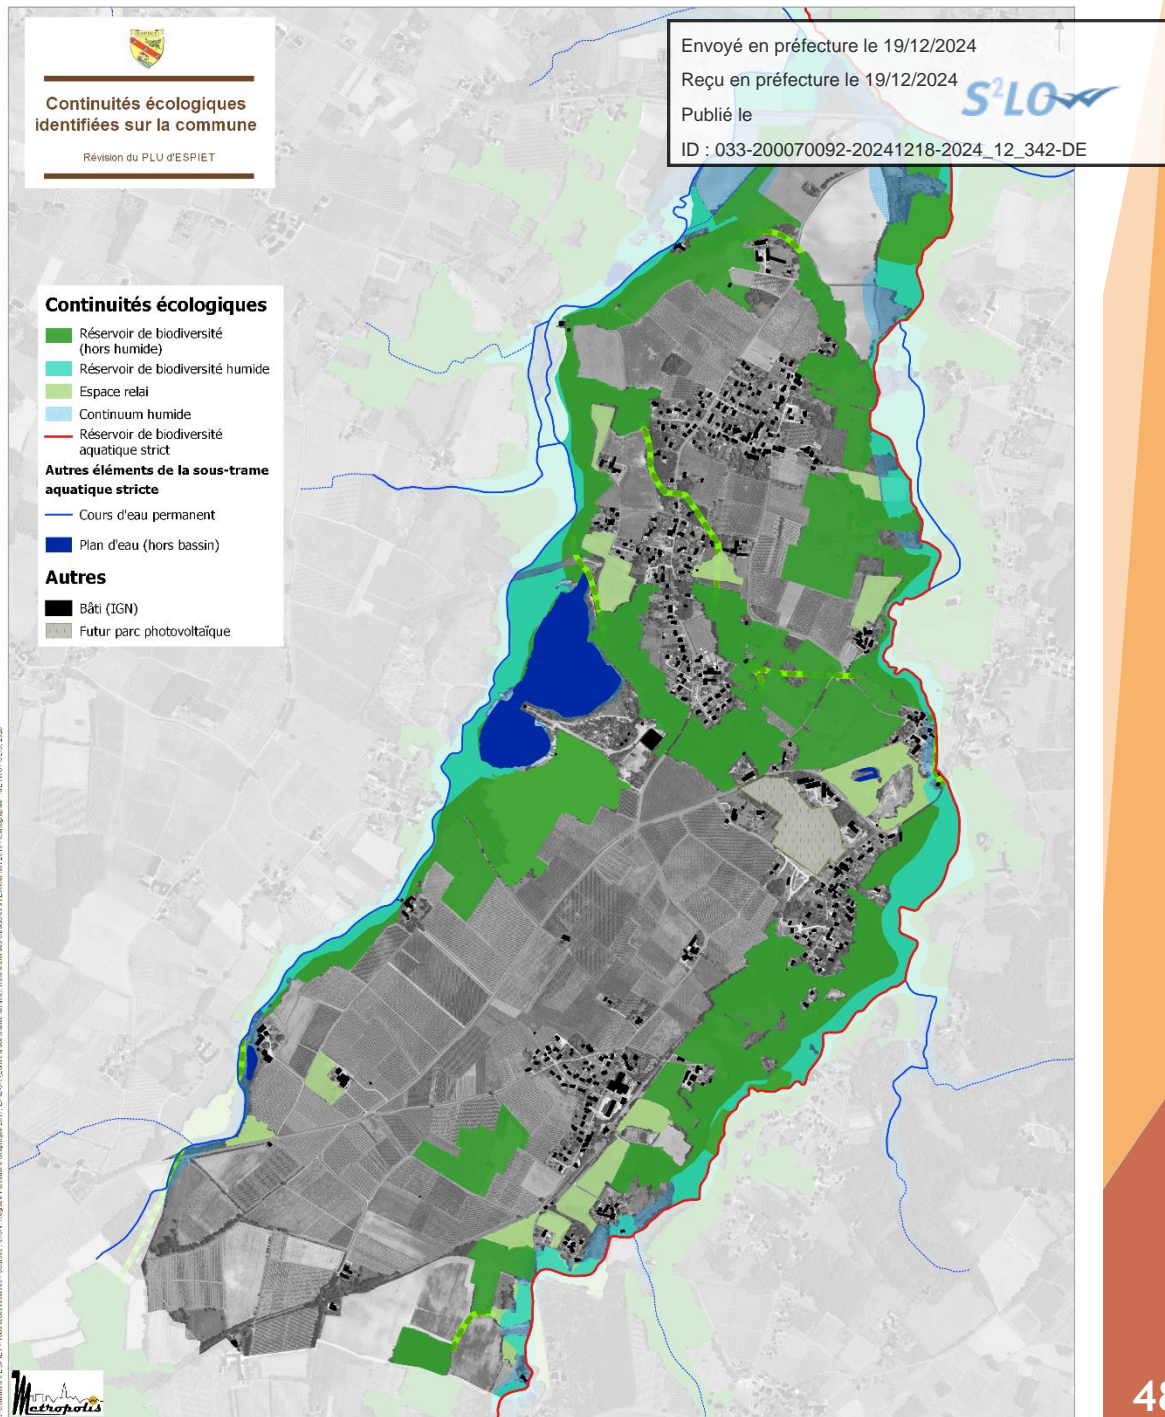 Continuités écologiques
identifiées sur la commune
Révision du PLU d'ESPIET
Envoyé en préfecture le 19/12/2024
Reçu en préfecture le 19/12/2024
Publié le
S²LO
ID : 033-200070092-20241218-2024_12_342-DE
Continuités écologiques
Réservoir de biodiversité
(hors humide)
Réservoir de biodiversité humide
Espace relai
Continuum humide
Réservoir de biodiversité
aquatique strict
Autres éléments de la sous-trame
aquatique stricte
Cours d'eau permanent
Plan d'eau (hors bassin)
Autres
Bâti (IGN)
Futur parc photovoltaïque
Metropolis
48